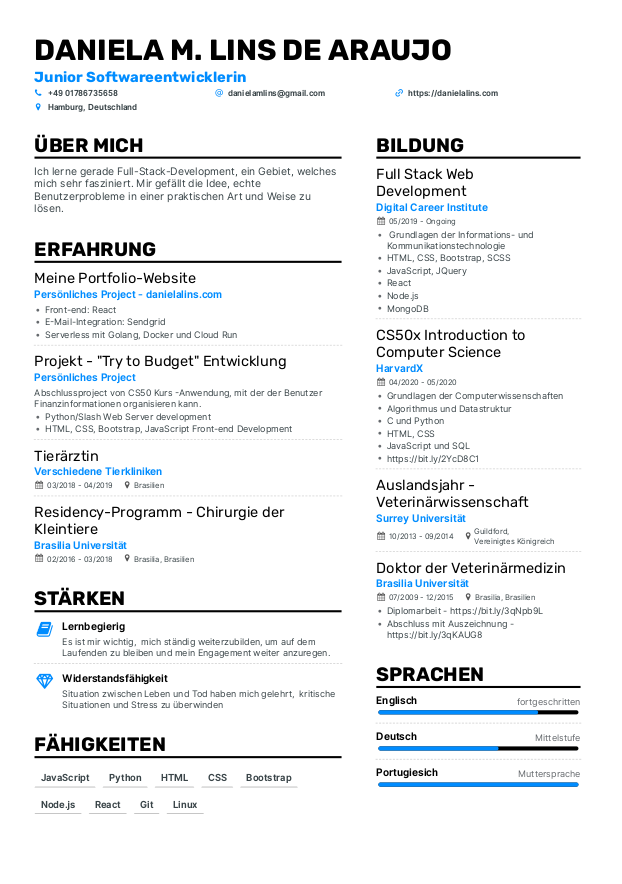 DANIELA M. LINS DE ARAUJO
Junior Softwareentwicklerin
+49 01786735658
danielamlins@gmail.com
https://danielalins.com
Hamburg, Deutschland
ÜBER MICH
Ich lerne gerade Full-Stack-Development, ein Gebiet, welches
mich sehr fasziniert. Mir gefällt die Idee, echte
Benutzerprobleme in einer praktischen Art und Weise zu
lösen.
ERFAHRUNG
Meine Portfolio-Website
Persönliches Project - danielalins.com
• Front-end: React
• E-Mail-Integration: Sendgrid
• Serverless mit Golang, Docker und Cloud Run
Projekt - "Try to Budget" Entwicklung
Persönliches Project
Abschlussproject von CS50 Kurs -Anwendung, mit der der Benutzer
Finanzinformationen organisieren kann.
• Python/Slash Web Server development
• HTML, CSS, Bootstrap, JavaScript Front-end Development
Tierärztin
Verschiedene Tierkliniken
03/2018 - 04/2019 Brasilien
Residency-Programm - Chirurgie der
Kleintiere
Brasilia Universität
02/2016 - 03/2018 Brasilia, Brasilien
STÄRKEN
Lernbegierig
Es ist mir wichtig, mich ständig weiterzubilden, um auf dem
Laufenden zu bleiben und mein Engagement weiter anzuregen.
Widerstandsfähigkeit
Situation zwischen Leben und Tod haben mich gelehrt, kritische
Situationen und Stress zu überwinden
FÄHIGKEITEN
JavaScript Python HTML CSS Bootstrap
Node.js React Git Linux
BILDUNG
Full Stack Web
Development
Digital Career Institute
05/2019 - Ongoing
• Grundlagen der Informations- und
Kommunikationstechnologie
• HTML, CSS, Bootstrap, SCSS
• JavaScript, JQuery
• React
• Node.js
• MongoDB
CS50x Introduction to
Computer Science
HarvardX
04/2020 - 05/2020
• Grundlagen der Computerwissenschaften
• Algorithmus und Datastruktur
• C und Python
• HTML, CSS
• JavaScript und SQL
• https://bit.ly/2YcD8C1
Auslandsjahr -
Veterinärwissenschaft
Surrey Universität
10/2013 - 09/2014 Guildford,
Vereinigtes Königreich
Doktor der Veterinärmedizin
Brasilia Universität
07/2009 - 12/2015 Brasilia, Brasilien
• Diplomarbeit - https://bit.ly/3qNpb9L
• Abschluss mit Auszeichnung -
https://bit.ly/3qKAUG8
SPRACHEN
Englisch fortgeschritten
Deutsch Mittelstufe
Portugiesich Muttersprache